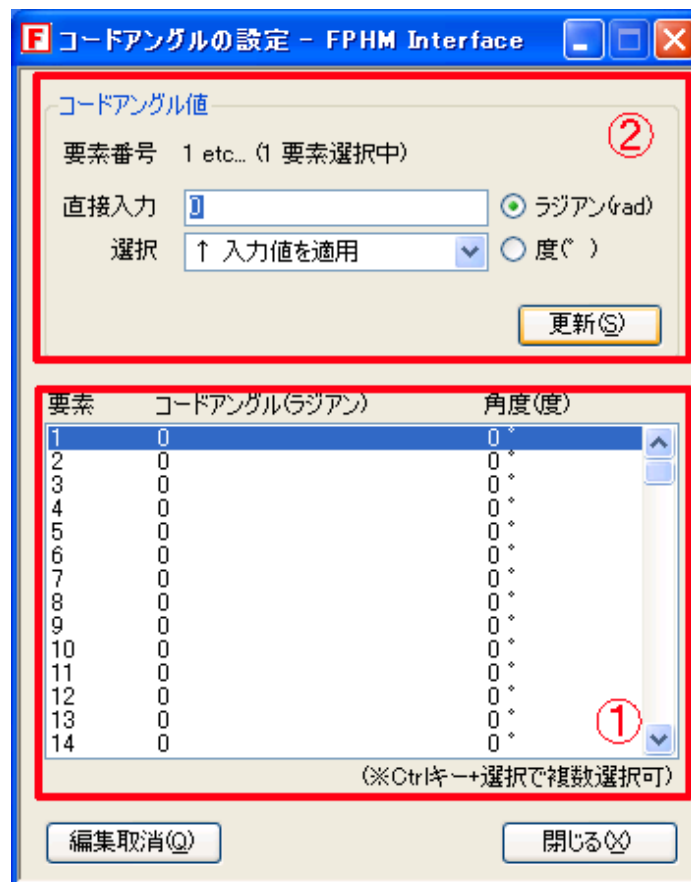 F コードアングルの設定 - FPHM Interface
コードアングル値
②
要素番号 1 etc... (1 要素選択中)
直接入力 0 ラジアン(rad)
選択 ↑ 入力値を適用 度(°)
更新(S)
要素 コードアングル(ラジアン) 角度(度)
1 0 0 °
2 0 0 °
3 0 0 °
4 0 0 °
5 0 0 °
6 0 0 °
7 0 0 °
8 0 0 °
9 0 0 °
10 0 0 °
11 0 0 °
12 0 0 °
13 0 0 °
14 0 0 °
①
(※Ctrlキー+選択で複数選択可)
編集取消(Q) 閉じる(X)